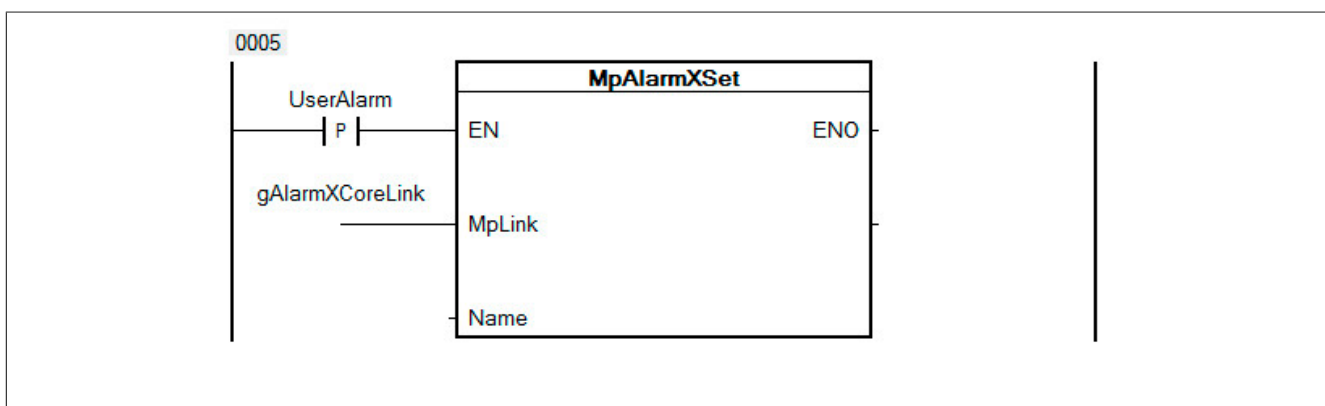 0005
MpAlarmXSet
UserAlarm
P
EN
ENO
gAlarmXCoreLink
MpLink
Name